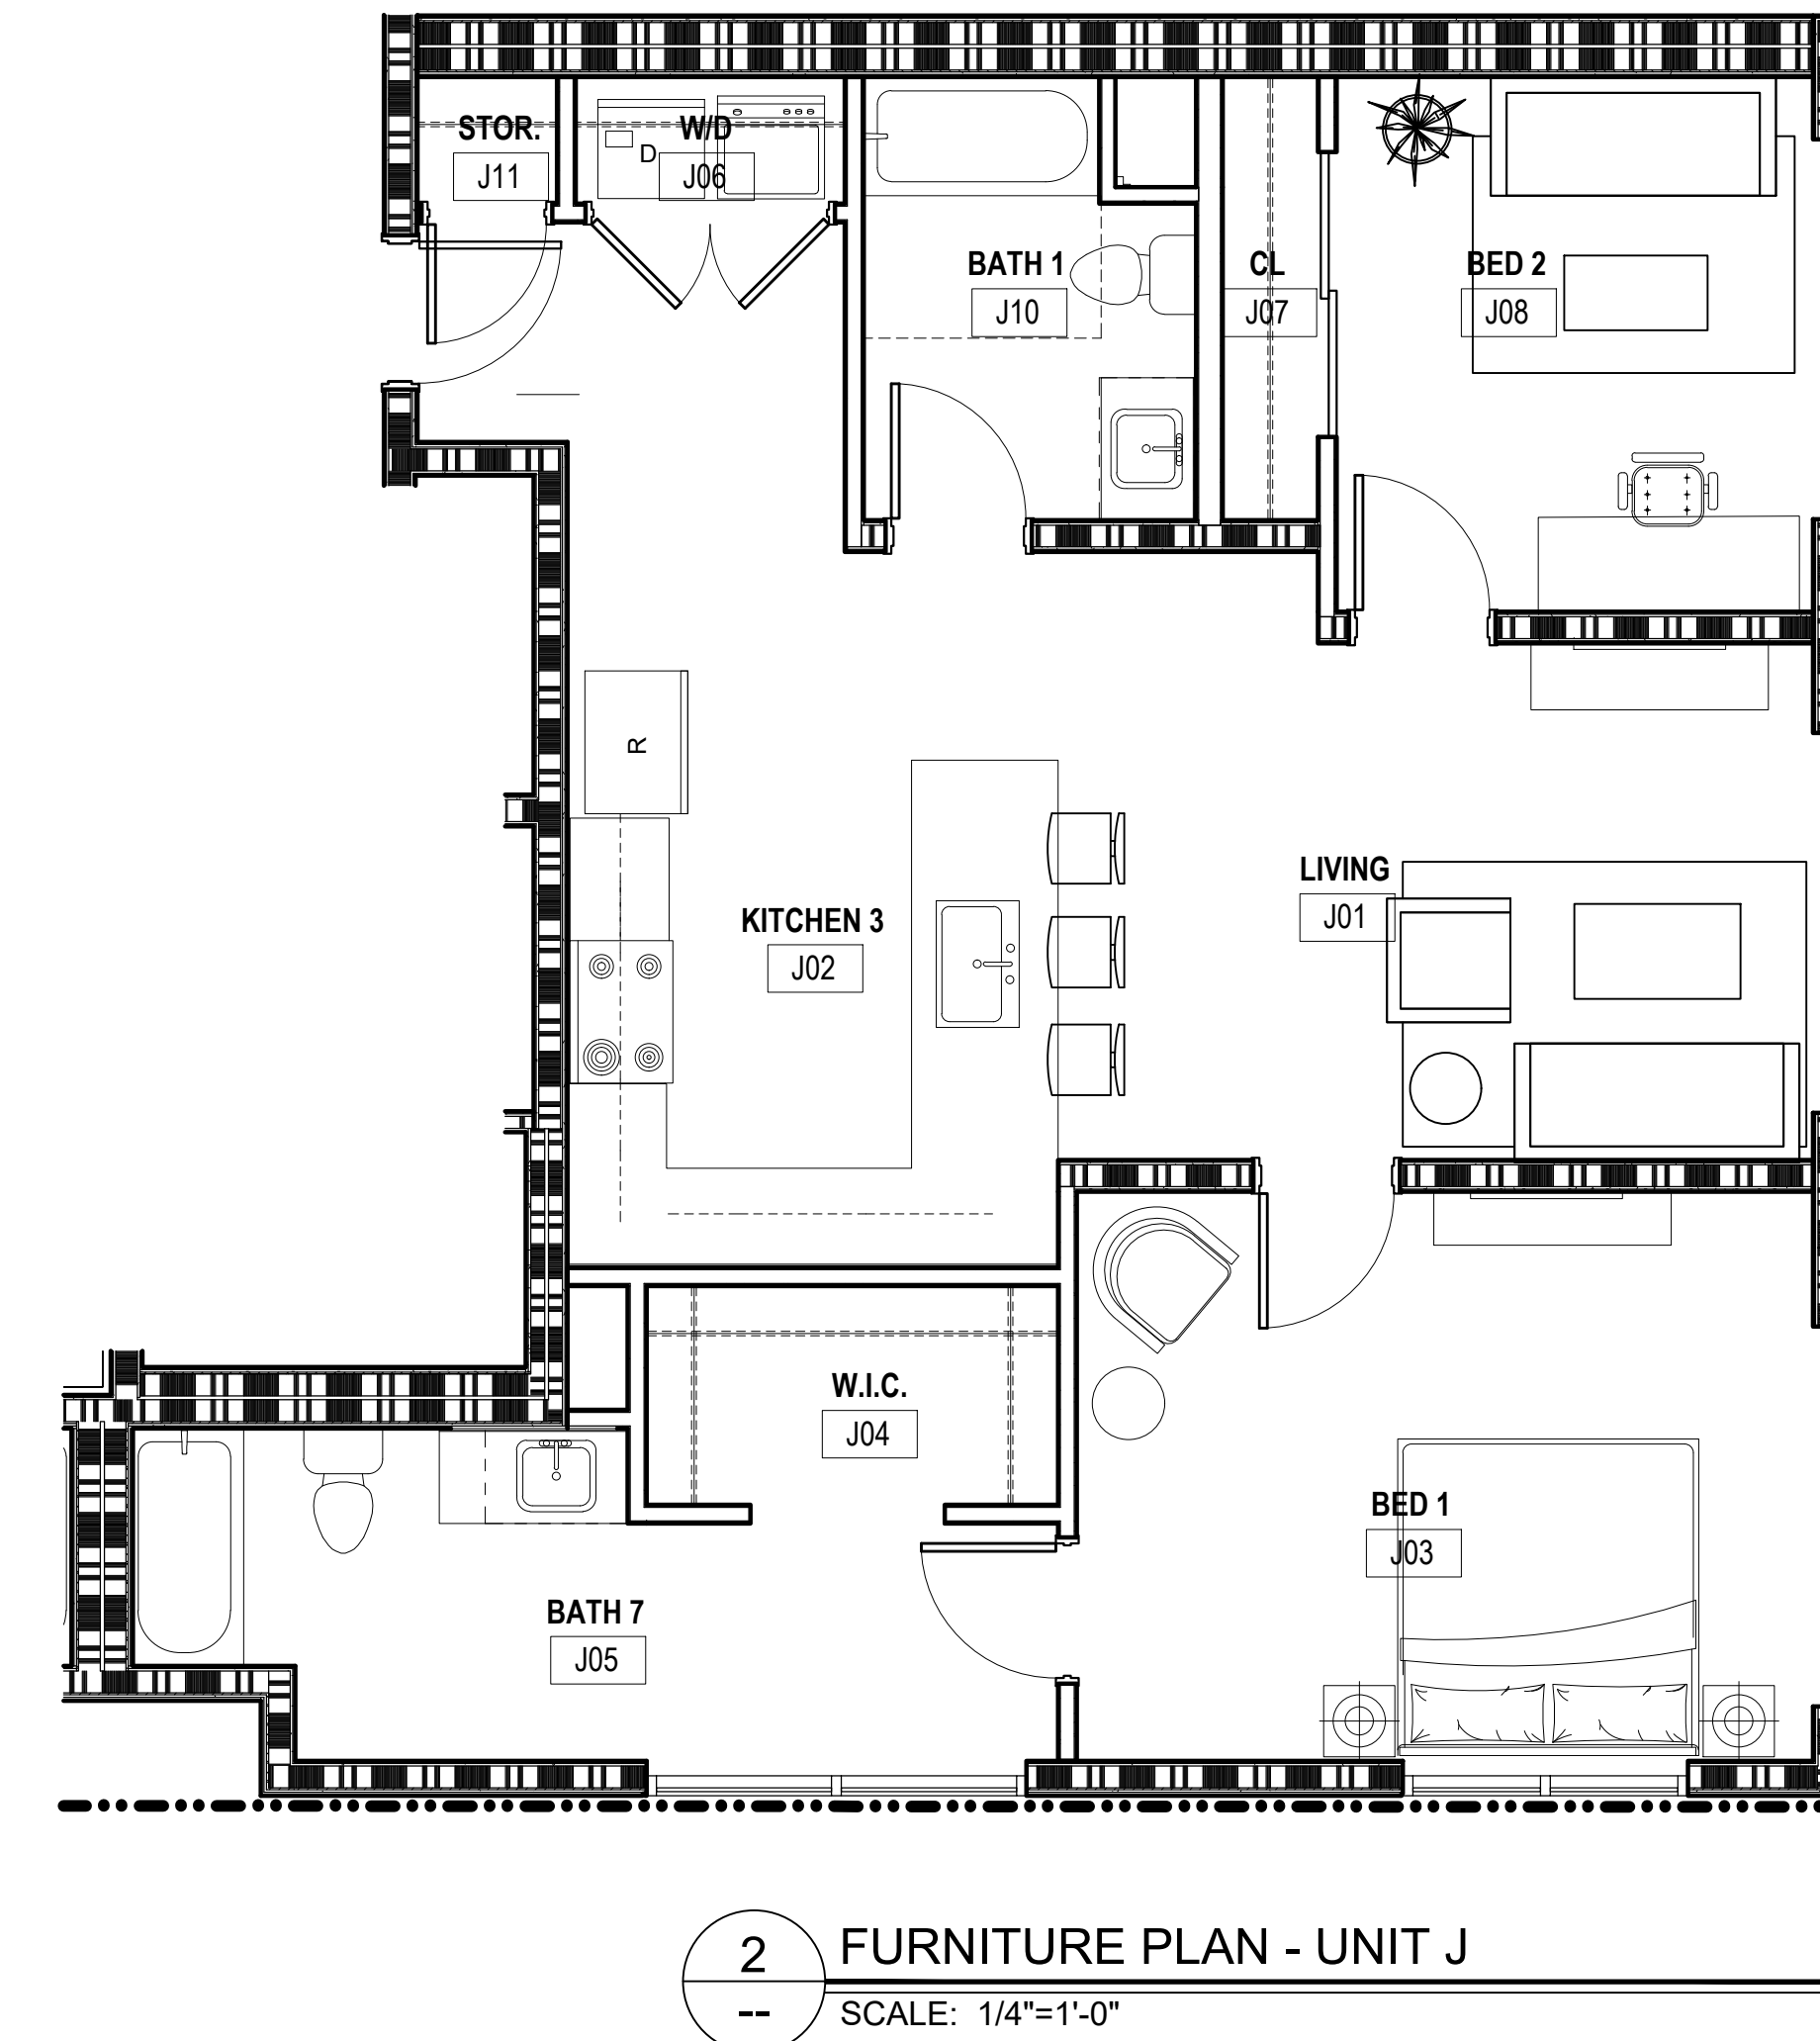 STOR.
J11
W/D
D
J06
BATH 1
J10
CL
J07
BED 2
J08
R
KITCHEN 3
J02
LIVING
J01
W.I.C.
J04
BED 1
J03
BATH 7
J05
2
--
FURNITURE PLAN - UNIT J
SCALE: 1/4"=1'-0"